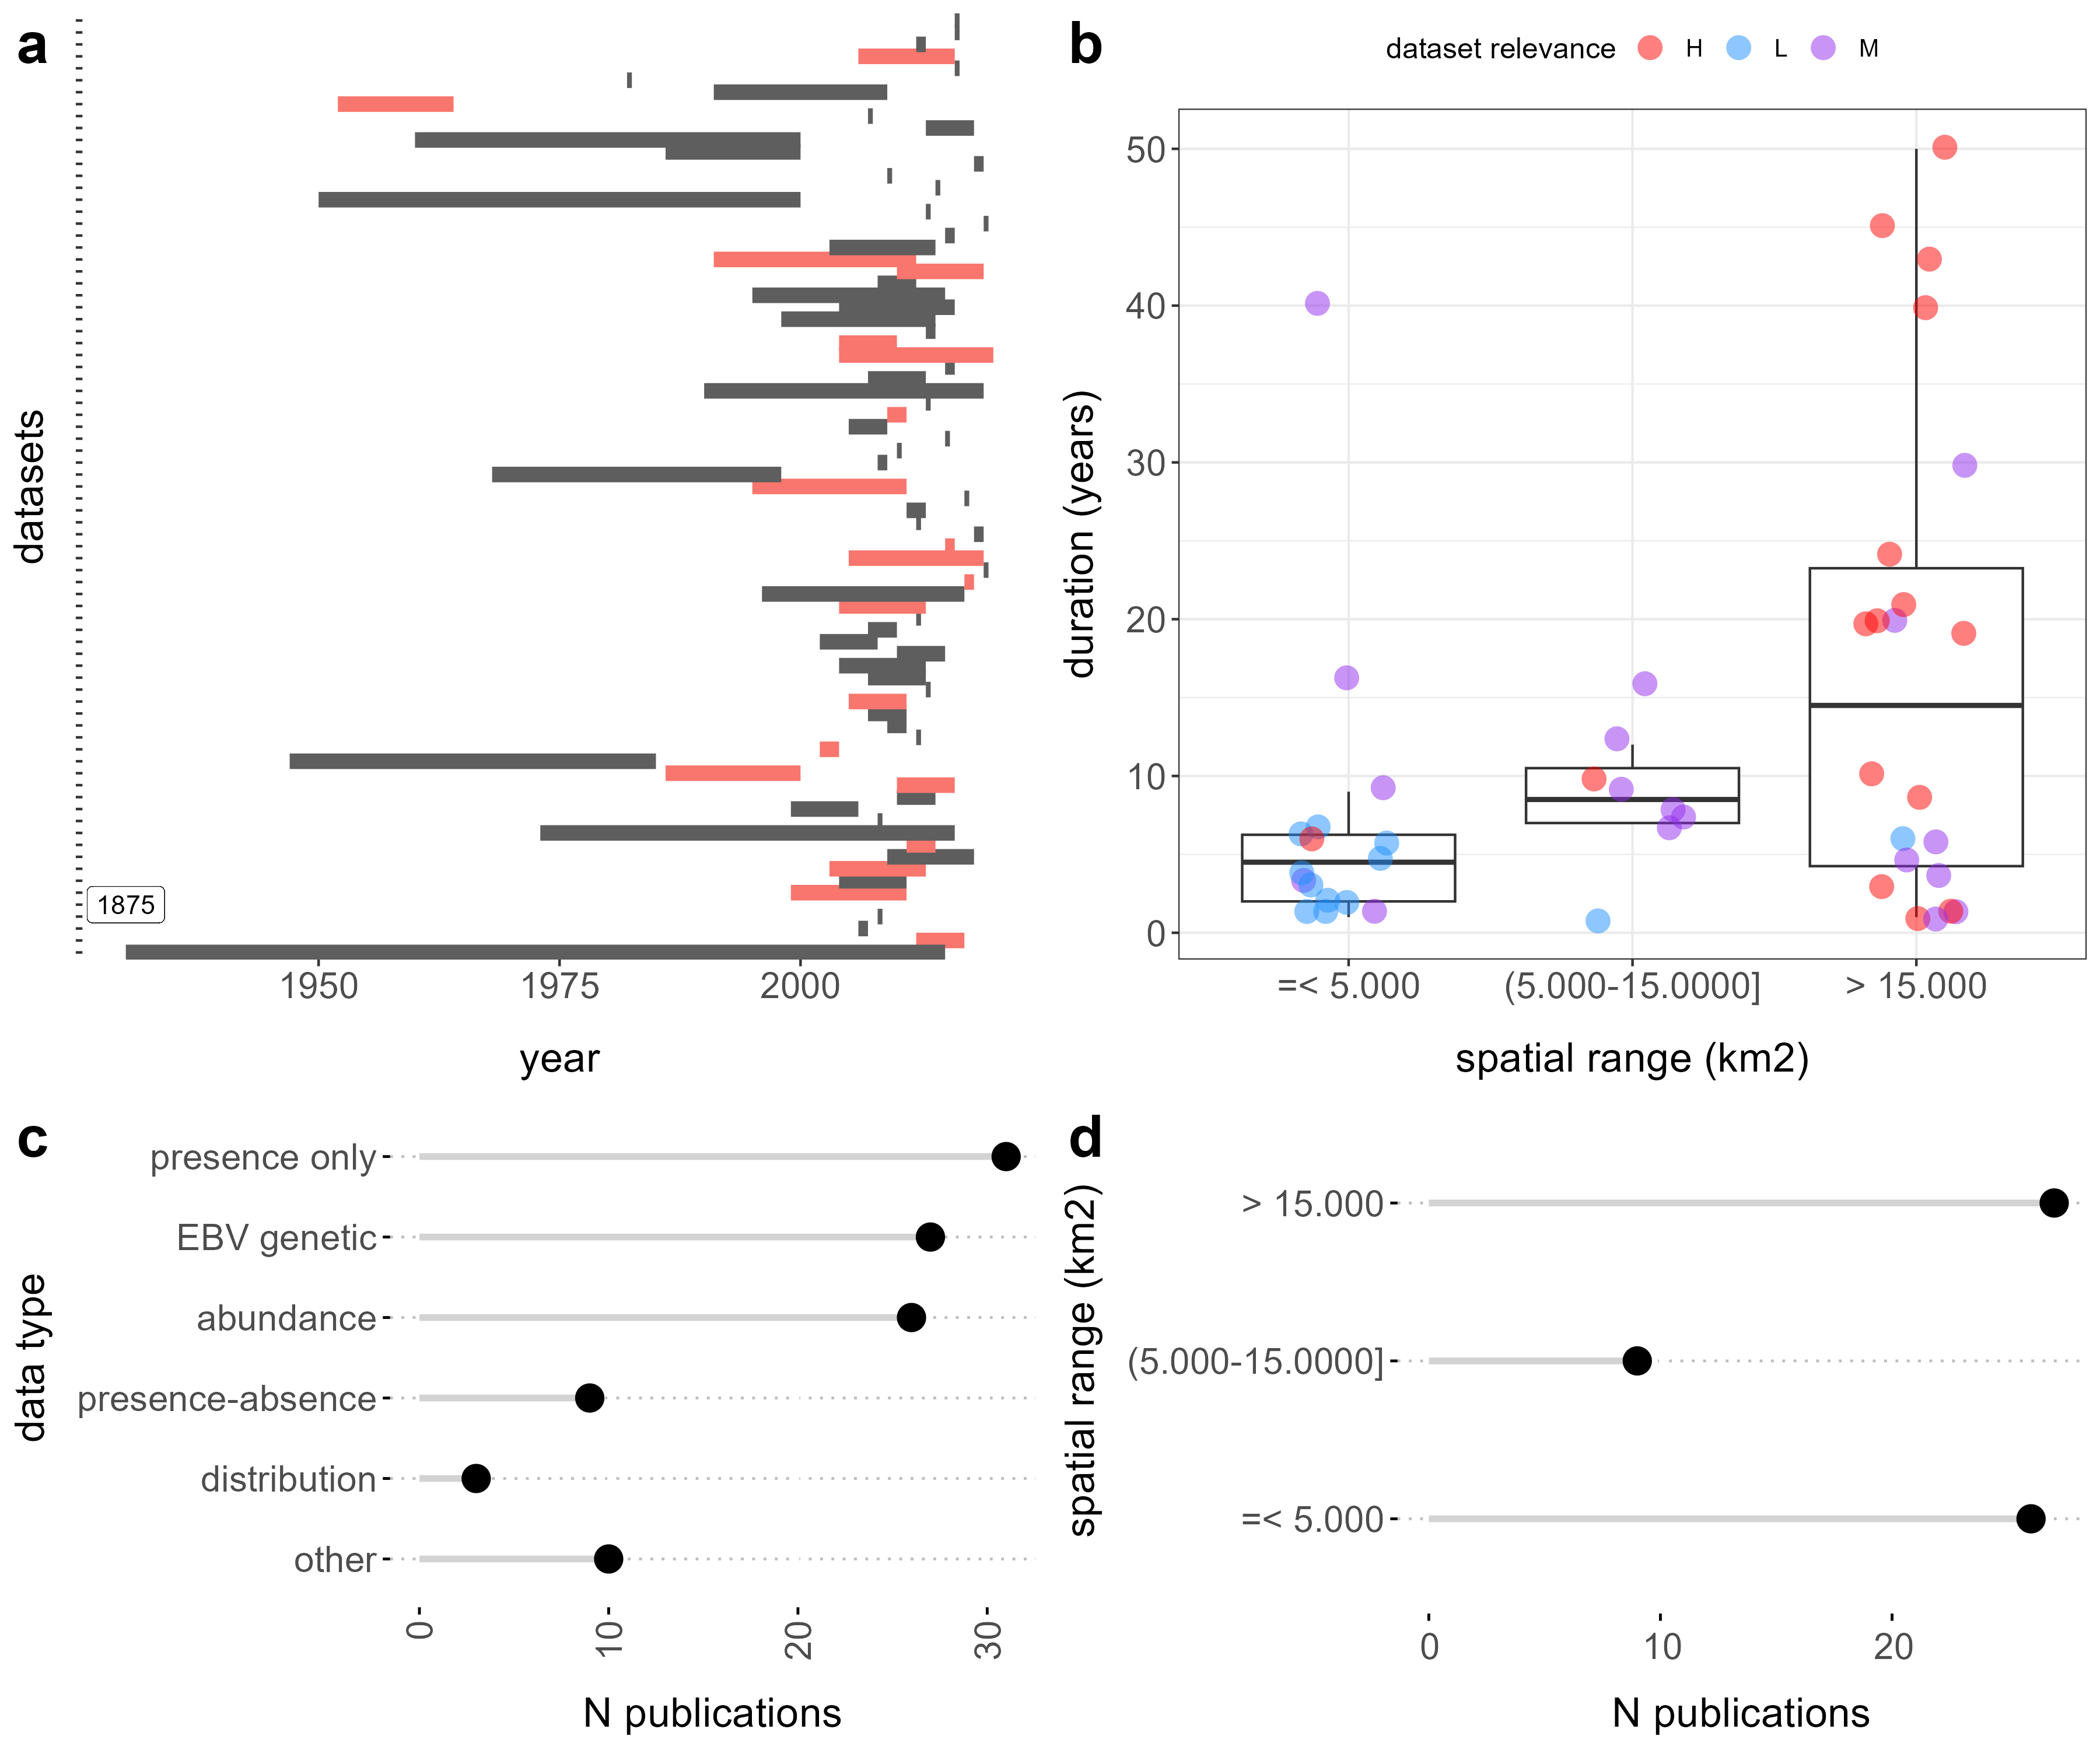 a
datasets
1875
1950 1975 2000
year
b
dataset relevance H L M
duration (years)
50
40
30
20
10
0
=< 5.000 (5.000-15.0000] > 15.000
spatial range (km2)
c
data type
presence only
EBV genetic
abundance
presence-absence
distribution
other
0 10 20 30
N publications
d
spatial range (km2)
> 15.000
(5.000-15.0000]
=< 5.000
0 10 20
N publications